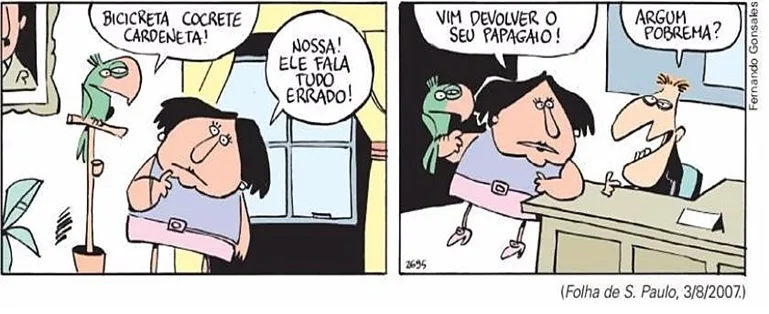 BICICRETA COCRETE
CARDENETA!
NOSSA!
ELE FALA
TUDO
ERRADO!
VIM DEVOLVER O
SEU PAPAGAIO!
ARGUM
POBREMA?
Fernando Gonsales
2695
(Folha de S. Paulo, 3/8/2007.)